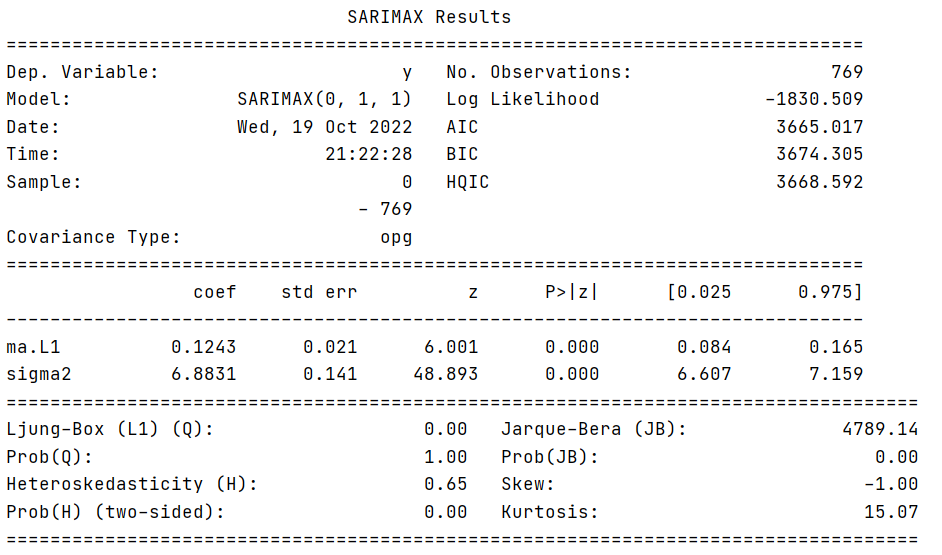 SARIMAX Results
==============================================================================
Dep. Variable:                      y   No. Observations:                  769
Model:               SARIMAX(0, 1, 1)   Log Likelihood               -1830.509
Date:                Wed, 19 Oct 2022   AIC                           3665.017
Time:                        21:22:28   BIC                           3674.305
Sample:                             0   HQIC                          3668.592
                                - 769
Covariance Type:                  opg
==============================================================================
                 coef    std err          z      P>|z|      [0.025      0.975]
------------------------------------------------------------------------------
ma.L1          0.1243      0.021      6.001      0.000       0.084       0.165
sigma2         6.8831      0.141     48.893      0.000       6.607       7.159
===================================================================================
Ljung-Box (L1) (Q):                   0.00   Jarque-Bera (JB):              4789.14
Prob(Q):                              1.00   Prob(JB):                         0.00
Heteroskedasticity (H):               0.65   Skew:                            -1.00
Prob(H) (two-sided):                  0.00   Kurtosis:                        15.07
===================================================================================